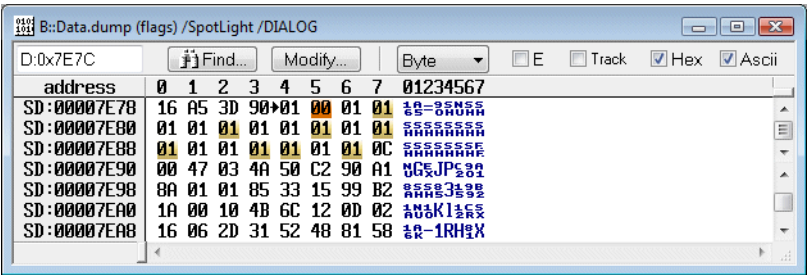 B::Data.dump (flags) /SpotLight /DIALOG
D:0x7E7C Find... Modify... Byte E Track Hex Ascii
address 0 1 2 3 4 5 6 7 01234567
SD:00007E78 16 A5 3D 90 01 00 01 01
SD:00007E80 01 01 01 01 01 01 01 01
SD:00007E88 01 01 01 01 01 01 01 0C
SD:00007E90 00 47 03 4A 50 C2 90 A1
SD:00007E98 8A 01 01 85 33 15 99 B2
SD:00007EA0 1A 00 10 4B 6C 12 0D 02
SD:00007EA8 16 06 2D 31 52 48 81 58